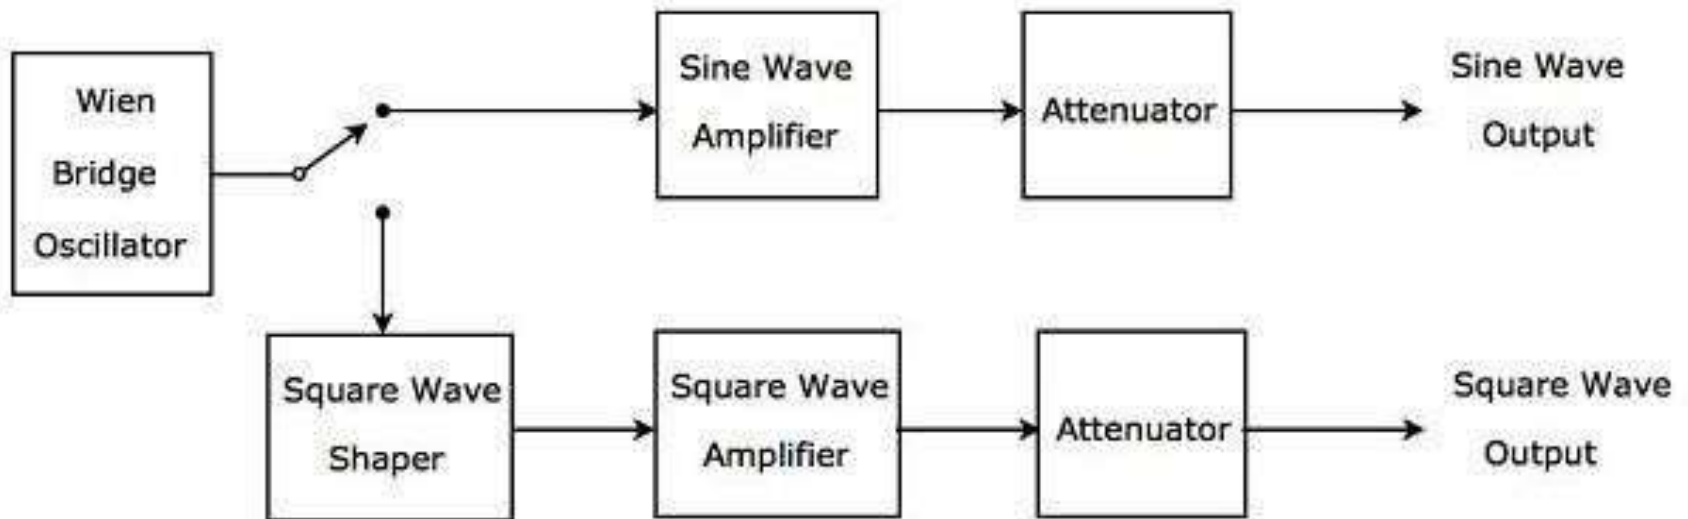 Wien
Bridge
Oscillator
Sine Wave
Amplifier
Attenuator
Sine Wave
Output
Square Wave
Shaper
Square Wave
Amplifier
Attenuator
Square Wave
Output